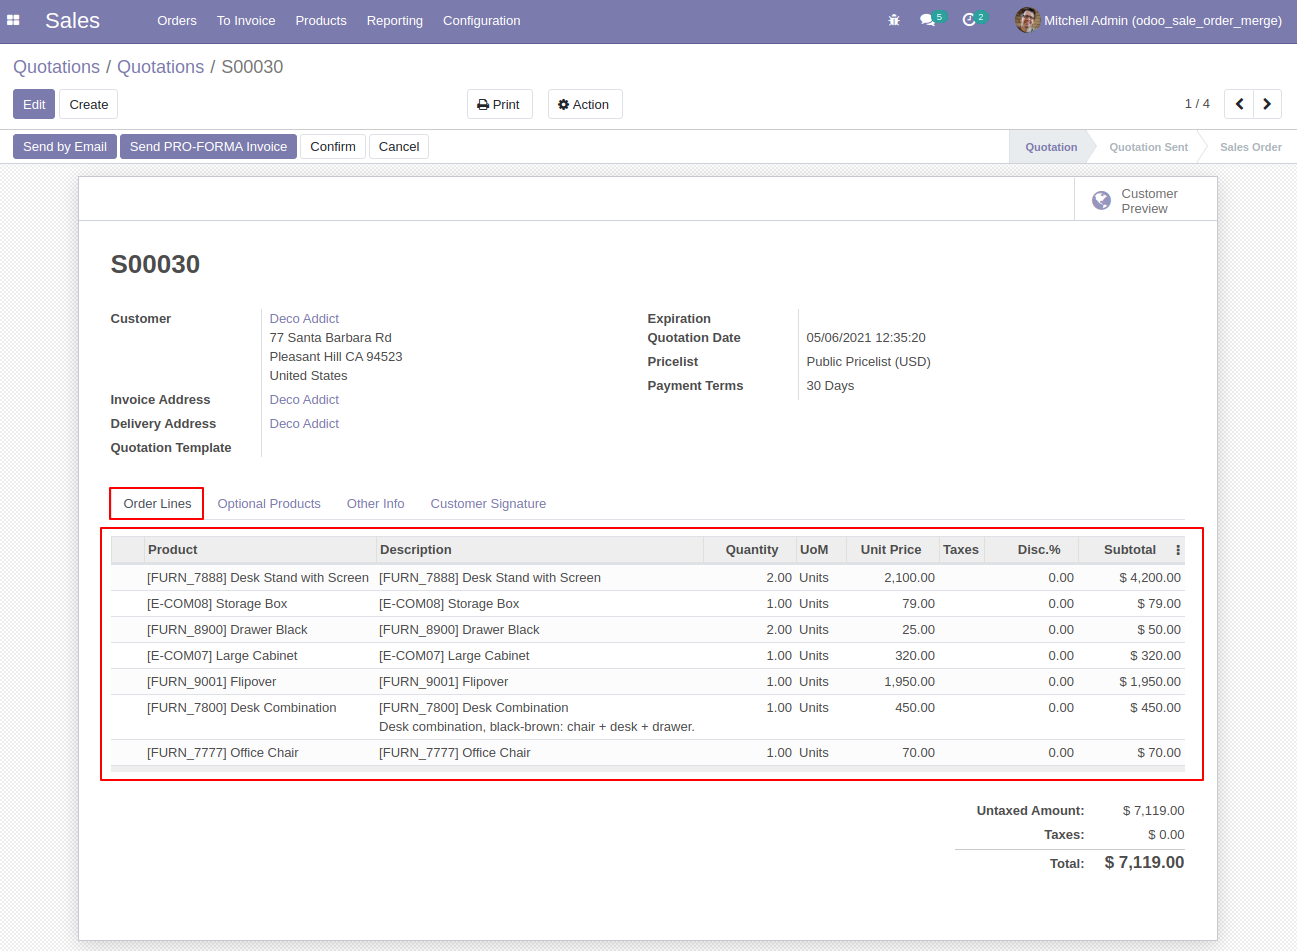 Sales Orders To Invoice Products Reporting Configuration 5 2 Mitchell Admin (odoo_sale_order_merge)
Quotations / Quotations / S00030
Edit Create Print Action 1 / 4
Send by Email Send PRO-FORMA Invoice Confirm Cancel Quotation Quotation Sent Sales Order
Customer
Preview
S00030
Customer Deco Addict
77 Santa Barbara Rd
Pleasant Hill CA 94523
United States
Invoice Address Deco Addict
Delivery Address Deco Addict
Quotation Template
Expiration
Quotation Date 05/06/2021 12:35:20
Pricelist Public Pricelist (USD)
Payment Terms 30 Days
Order Lines Optional Products Other Info Customer Signature
Product Description Quantity UoM Unit Price Taxes Disc.% Subtotal
[FURN_7888] Desk Stand with Screen [FURN_7888] Desk Stand with Screen 2.00 Units 2,100.00 0.00 $ 4,200.00
[E-COM08] Storage Box [E-COM08] Storage Box 1.00 Units 79.00 0.00 $ 79.00
[FURN_8900] Drawer Black [FURN_8900] Drawer Black 2.00 Units 25.00 0.00 $ 50.00
[E-COM07] Large Cabinet [E-COM07] Large Cabinet 1.00 Units 320.00 0.00 $ 320.00
[FURN_9001] Flipover [FURN_9001] Flipover 1.00 Units 1,950.00 0.00 $ 1,950.00
[FURN_7800] Desk Combination [FURN_7800] Desk Combination 1.00 Units 450.00 0.00 $ 450.00
Desk combination, black-brown: chair + desk + drawer.
[FURN_7777] Office Chair [FURN_7777] Office Chair 1.00 Units 70.00 0.00 $ 70.00
Untaxed Amount: $ 7,119.00
Taxes: $ 0.00
Total: $ 7,119.00